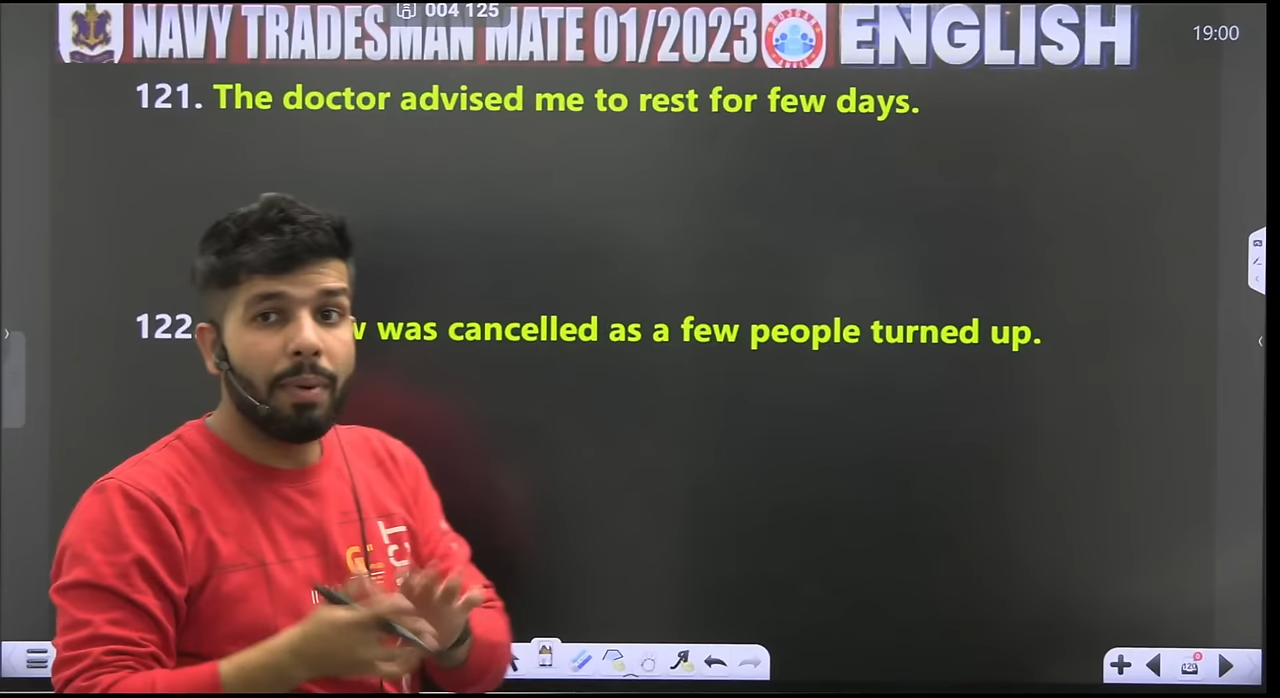 004 125
NAVY TRADESMAN MATE 01/2023 ENGLISH
19:00
121. The doctor advised me to rest for few days.
122. was cancelled as a few people turned up.
120